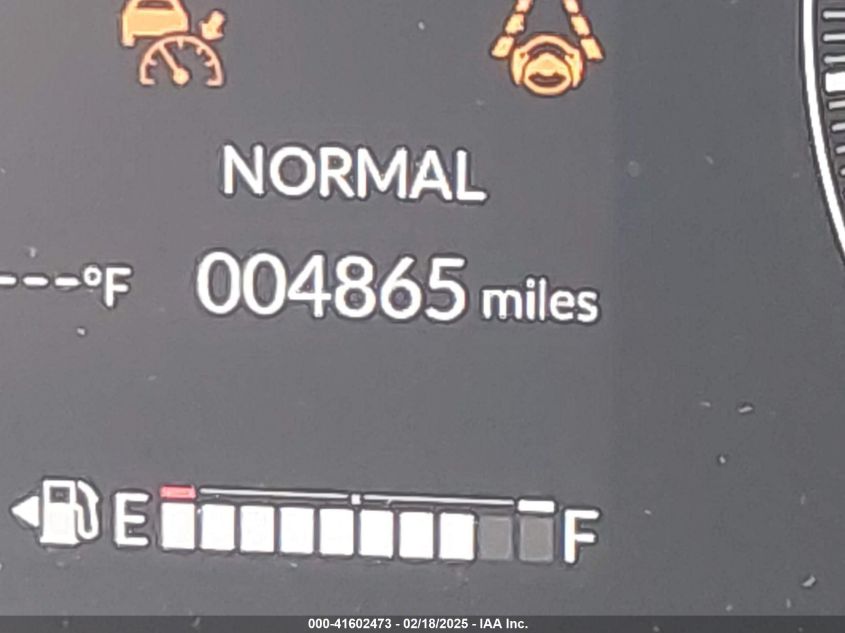 NORMAL
---°F 004865 miles
E F
000-41602473 - 02/18/2025 - IAA Inc.